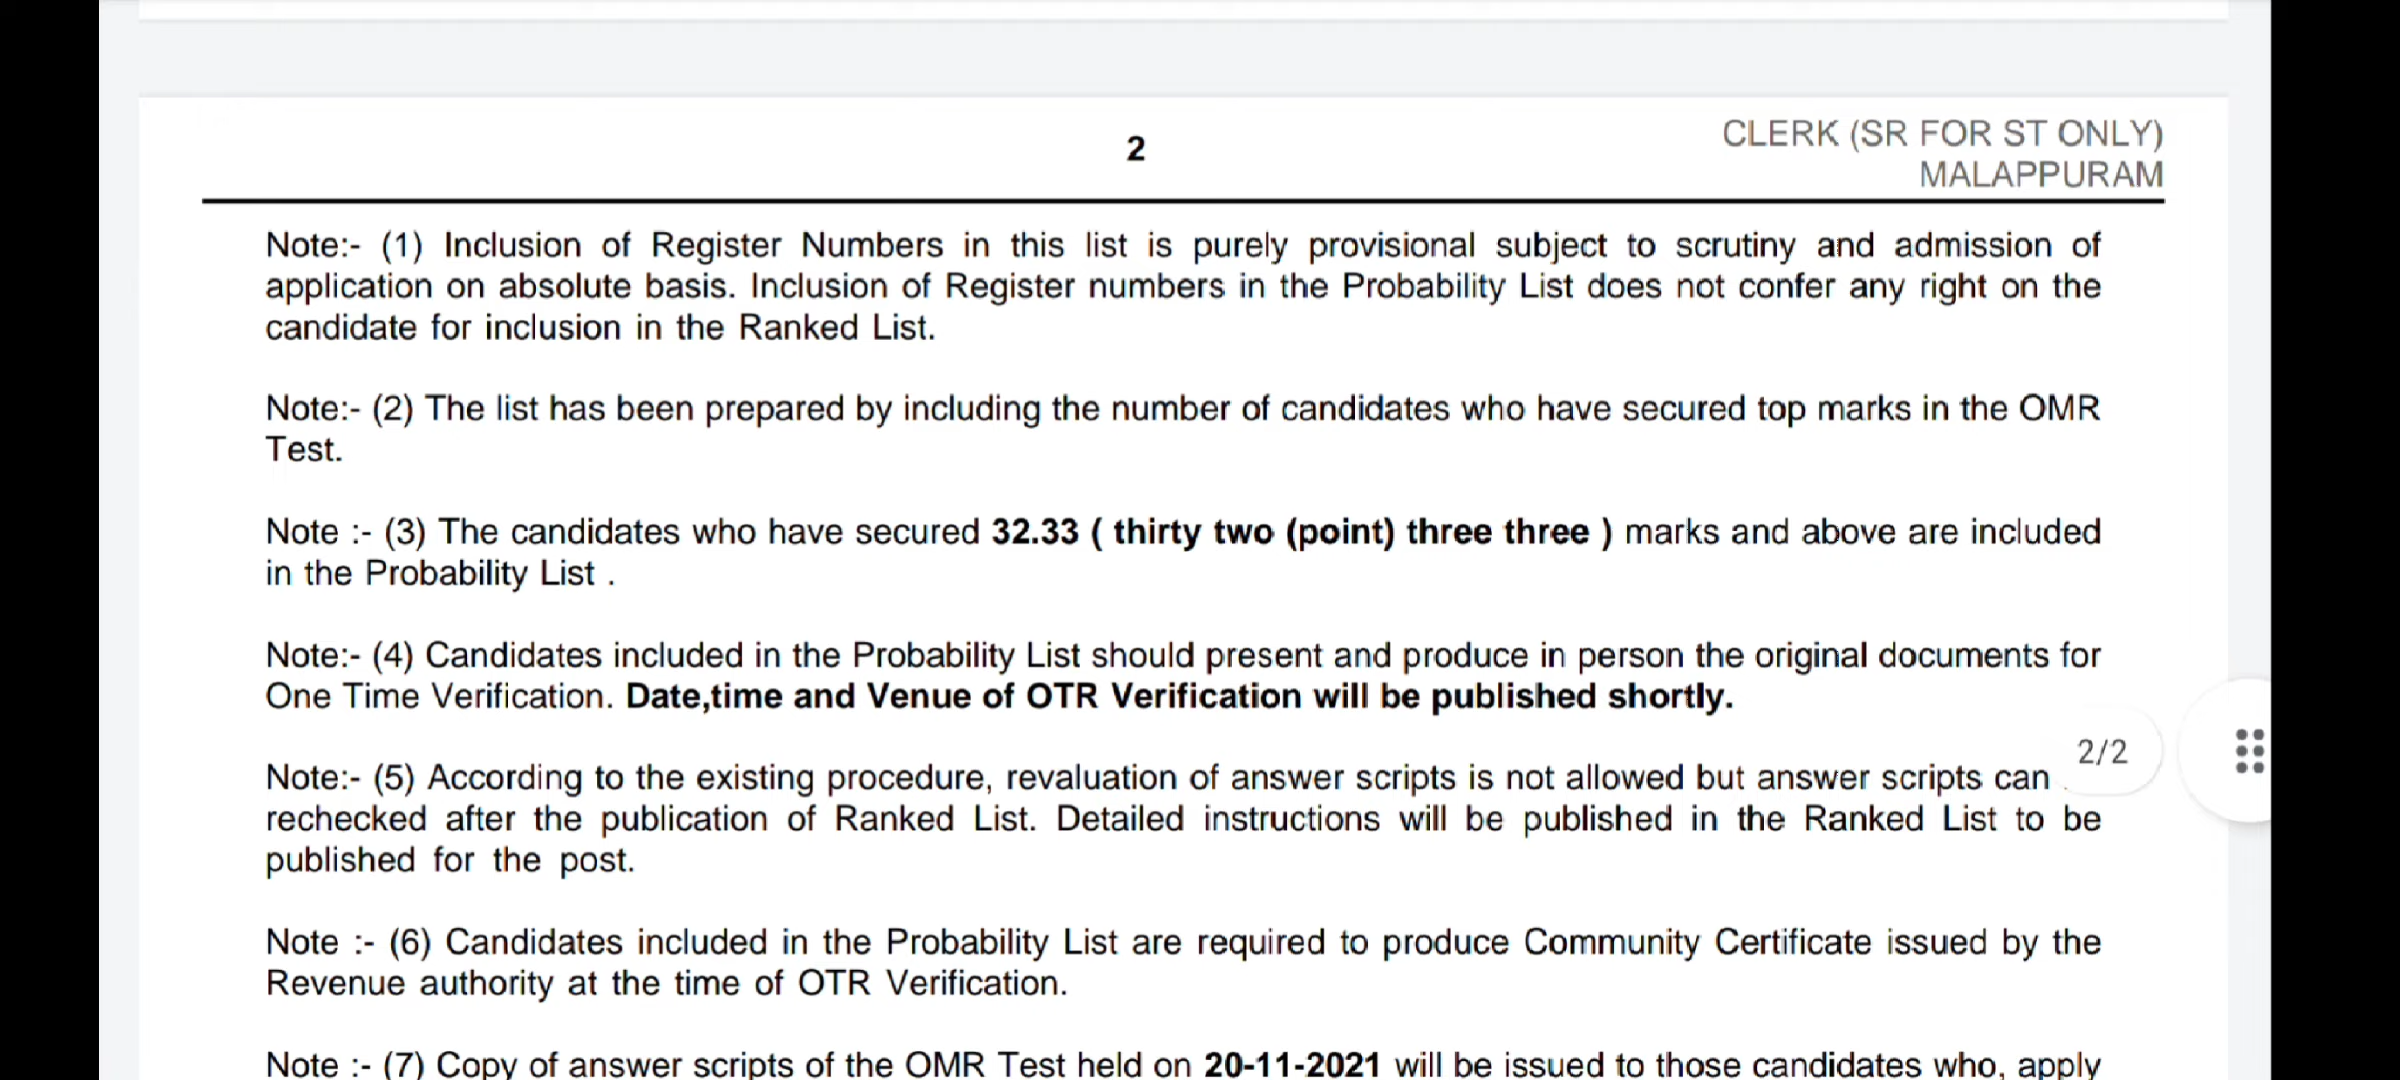 2
CLERK (SR FOR ST ONLY)
MALAPPURAM
Note:- (1) Inclusion of Register Numbers in this list is purely provisional subject to scrutiny and admission of
application on absolute basis. Inclusion of Register numbers in the Probability List does not confer any right on the
candidate for inclusion in the Ranked List.
Note:- (2) The list has been prepared by including the number of candidates who have secured top marks in the OMR
Test.
Note :- (3) The candidates who have secured 32.33 ( thirty two (point) three three ) marks and above are included
in the Probability List .
Note:- (4) Candidates included in the Probability List should present and produce in person the original documents for
One Time Verification. Date,time and Venue of OTR Verification will be published shortly.
2/2
Note:- (5) According to the existing procedure, revaluation of answer scripts is not allowed but answer scripts can
rechecked after the publication of Ranked List. Detailed instructions will be published in the Ranked List to be
published for the post.
Note :- (6) Candidates included in the Probability List are required to produce Community Certificate issued by the
Revenue authority at the time of OTR Verification.
Note :- (7) Copy of answer scripts of the OMR Test held on 20-11-2021 will be issued to those candidates who, apply